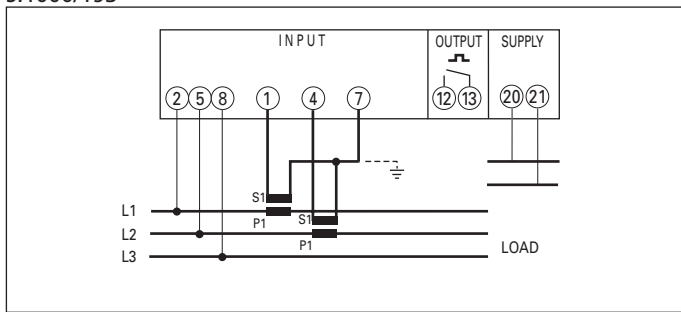 INPUT OUTPUT SUPPLY
2 5 8 1 4 7 12 13 20 21
S1
L1
P1 S1
L2
P1
L3 LOAD